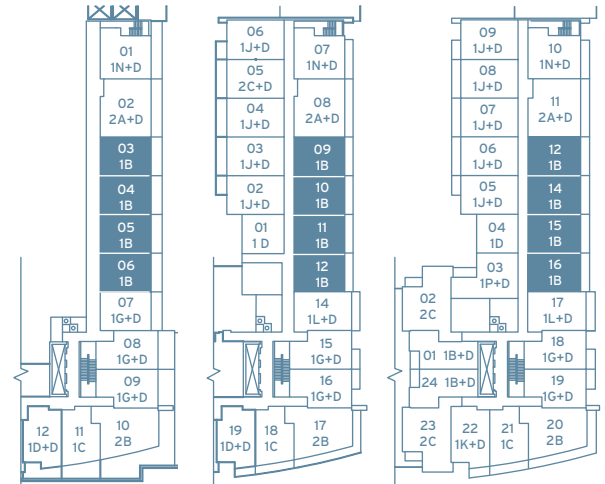 01
1N+D
02
2A+D
03
1B
04
1B
05
1B
06
1B
07
1G+D
08
1G+D
09
1G+D
12
1D+D
11
1C
10
2B
06
1J+D
05
2C+D
04
1J+D
03
1J+D
02
1J+D
01
1 D
07
1N+D
08
2A+D
09
1B
10
1B
11
1B
12
1B
14
1L+D
15
1G+D
16
1G+D
19
1D+D
18
1C
17
2B
09
1J+D
08
1J+D
07
1J+D
06
1J+D
05
1J+D
04
1D
03
1P+D
02
2C
10
1N+D
11
2A+D
12
1B
14
1B
15
1B
16
1B
17
1L+D
01 1B+D
24 1B+D
18
1G+D
19
1G+D
23
2C
22
1K+D
21
1C
20
2B